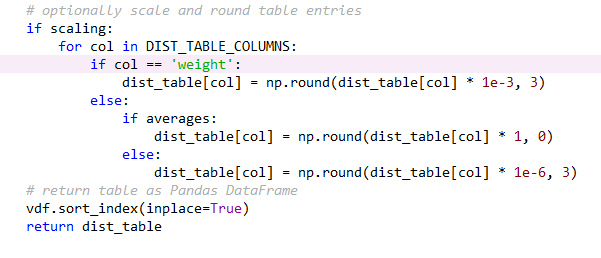 # optionally scale and round table entries
if scaling:
    for col in DIST_TABLE_COLUMNS:
        if col == 'weight':
            dist_table[col] = np.round(dist_table[col] * 1e-3, 3)
        else:
            if averages:
                dist_table[col] = np.round(dist_table[col] * 1, 0)
            else:
                dist_table[col] = np.round(dist_table[col] * 1e-6, 3)
# return table as Pandas DataFrame
vdf.sort_index(inplace=True)
return dist_table